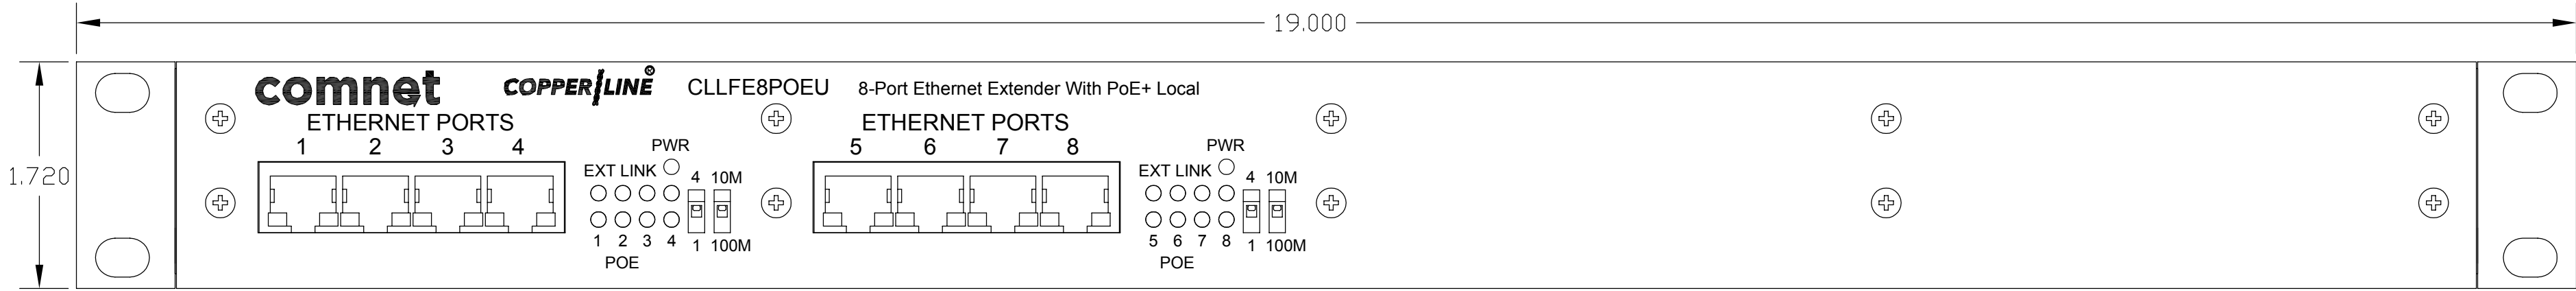 19.000
1.720
comnet COPPERLINE® CLLFE8POEU 8-Port Ethernet Extender With PoE+ Local
ETHERNET PORTS
1 2 3 4
PWR
EXT LINK
4 10M
1 2 3 4
1 100M
POE
ETHERNET PORTS
5 6 7 8
PWR
EXT LINK
4 10M
5 6 7 8
1 100M
POE